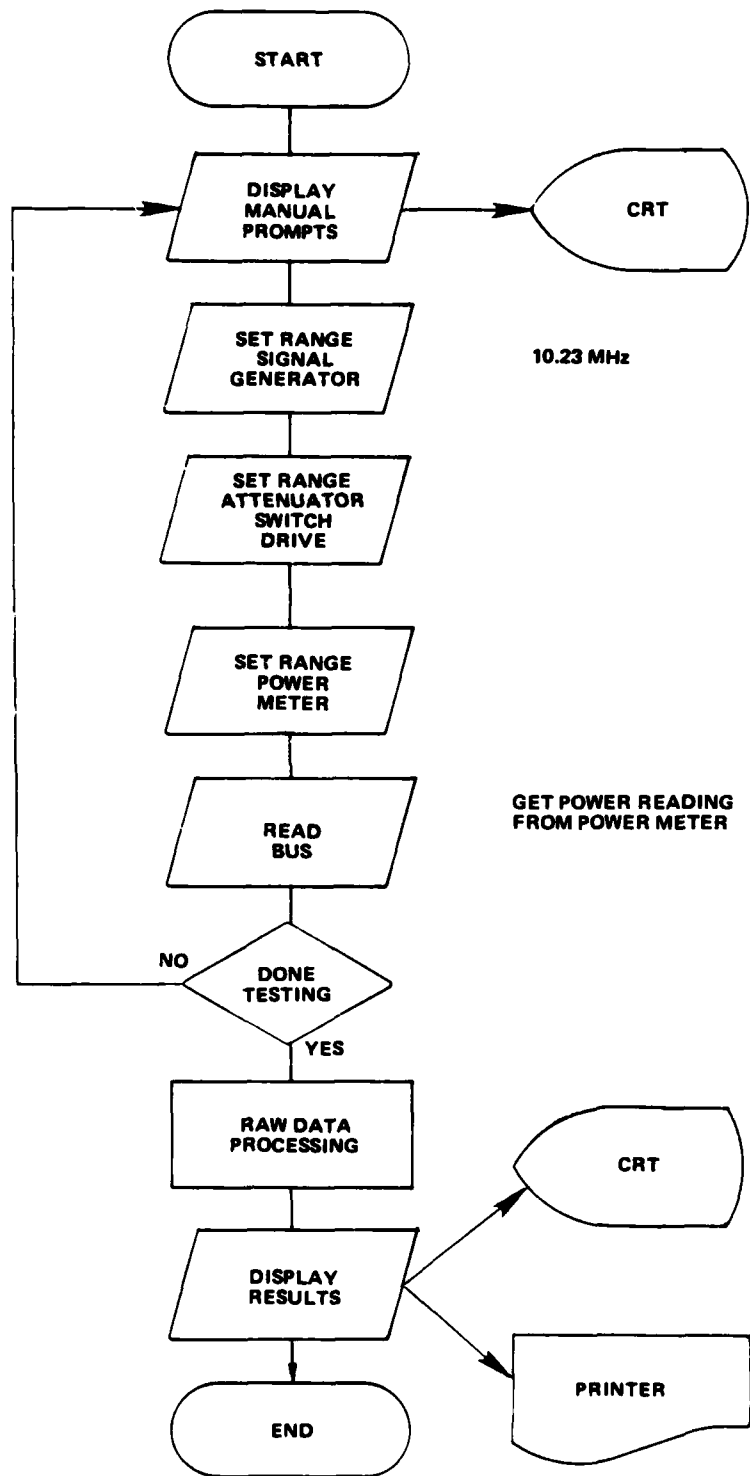 START
DISPLAY
MANUAL
PROMPTS
CRT
SET RANGE
SIGNAL
GENERATOR
10.23 MHz
SET RANGE
ATTENUATOR
SWITCH
DRIVE
SET RANGE
POWER
METER
READ
BUS
GET POWER READING
FROM POWER METER
NO
DONE
TESTING
YES
RAW DATA
PROCESSING
CRT
DISPLAY
RESULTS
PRINTER
END